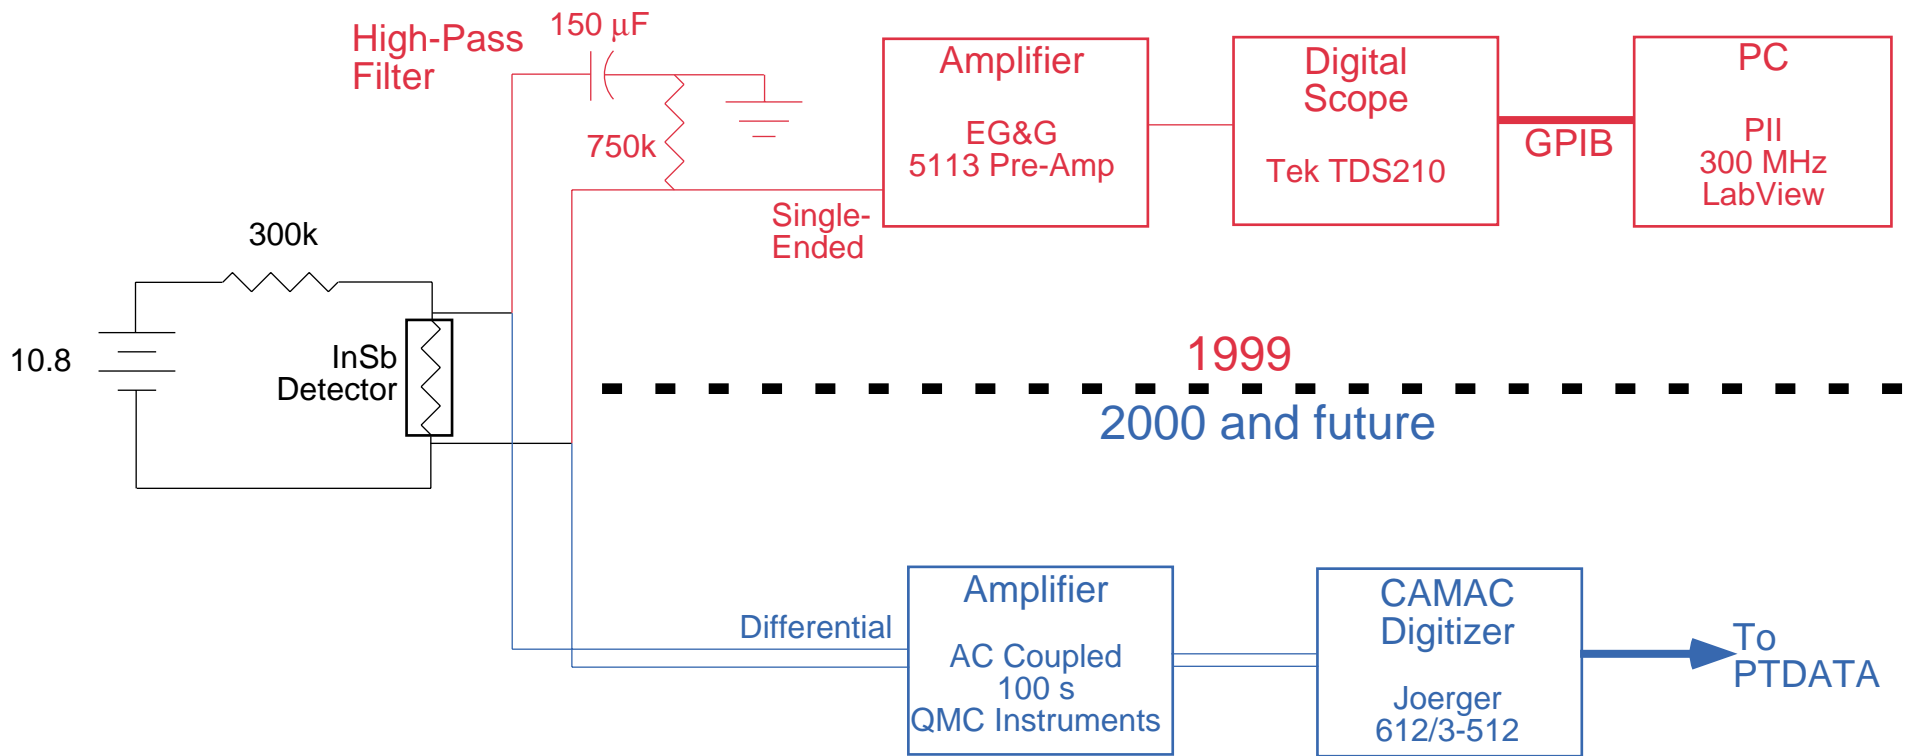 High-Pass
Filter
150 μF
750k
Single-
Ended
Amplifier
EG&G
5113 Pre-Amp
Digital
Scope
Tek TDS210
GPIB
PC
PII
300 MHz
LabView
300k
10.8
InSb
Detector
1999
2000 and future
Differential
Amplifier
AC Coupled
100 s
QMC Instruments
CAMAC
Digitizer
Joerger
612/3-512
To
PTDATA